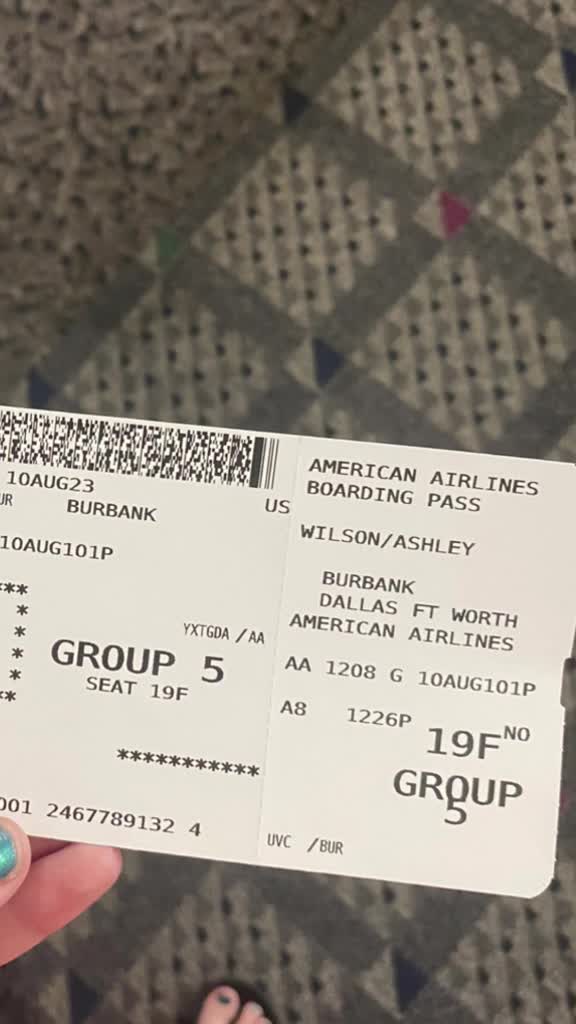 10AUG23
UR BURBANK US
10AUG101P
***
*
*
*
*
**
YXTGDA /AA
GROUP 5
SEAT 19F
***********
001 2467789132 4
AMERICAN AIRLINES
BOARDING PASS
WILSON/ASHLEY
BURBANK
DALLAS FT WORTH
AMERICAN AIRLINES
AA 1208 G 10AUG101P
A8 1226P 19F NO
GROUP
5
UVC /BUR